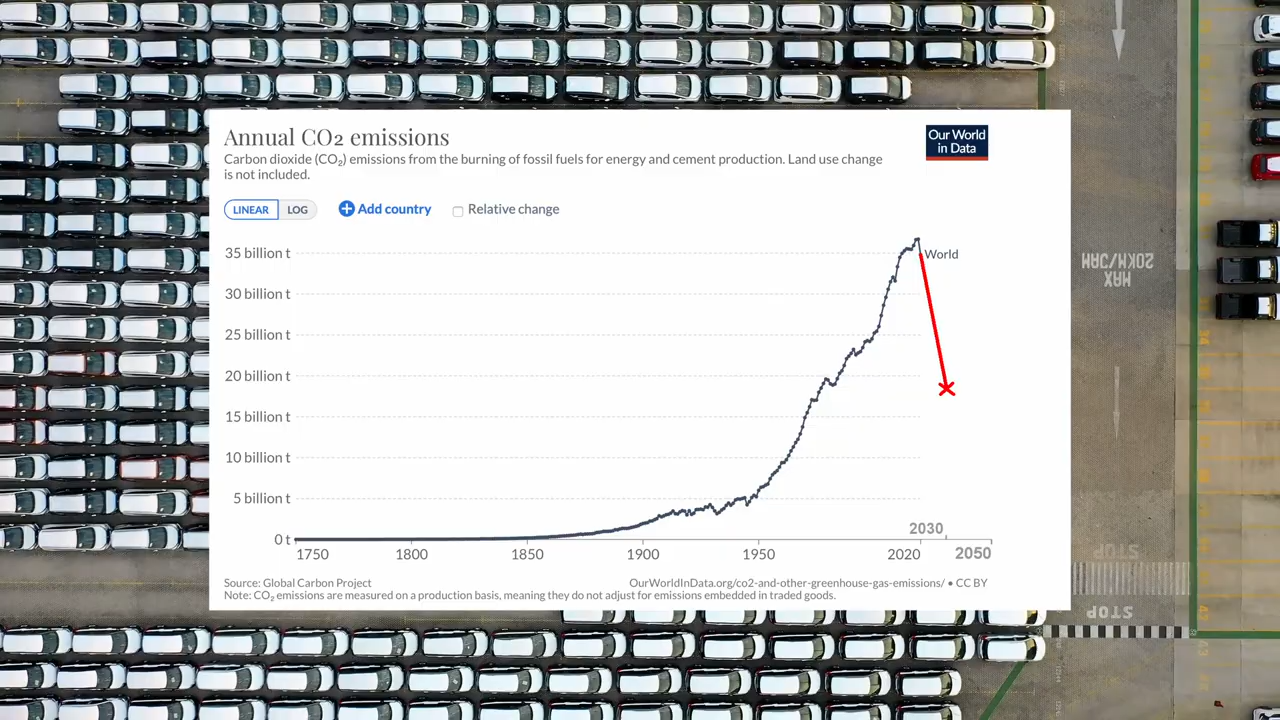 Annual CO2 emissions
Our World
in Data
Carbon dioxide (CO₂) emissions from the burning of fossil fuels for energy and cement production. Land use change
is not included.
LINEAR LOG Add country Relative change
35 billion t
World
30 billion t
25 billion t
20 billion t
15 billion t
10 billion t
5 billion t
0 t
2030
1750 1800 1850 1900 1950 2020 2050
Source: Global Carbon Project OurWorldInData.org/co2-and-other-greenhouse-gas-emissions/ • CC BY
Note: CO₂ emissions are measured on a production basis, meaning they do not adjust for emissions embedded in traded goods.
MAX
20KM/JAM
STOP
STOP